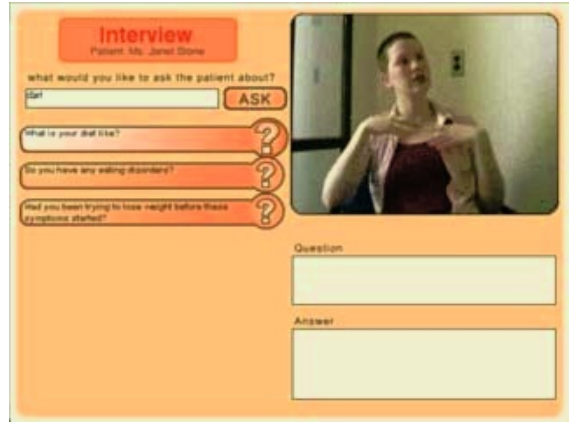 Interview
Patient: Ms. Janet Stone
what would you like to ask the patient about?
diet
ASK
What is your diet like?
Do you have any eating disorders?
Had you been trying to lose weight before these
symptoms started?
Question
Answer